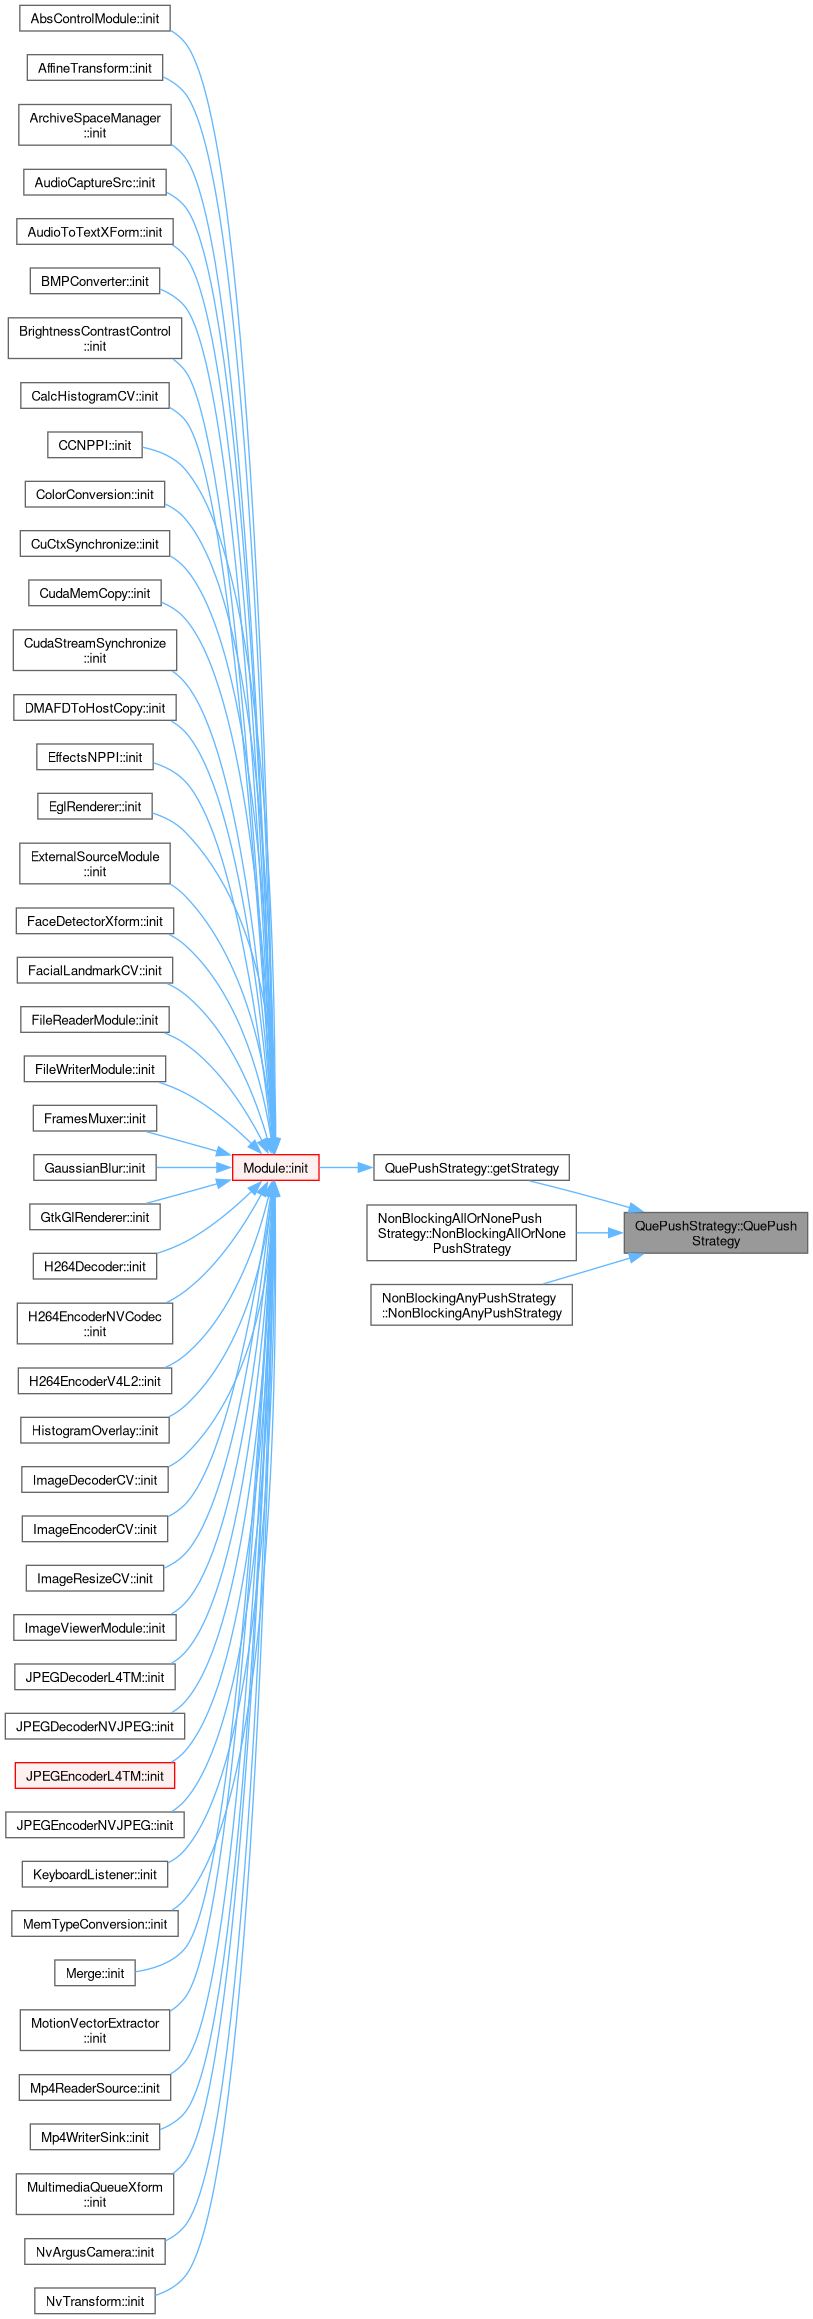 AbsControlModule::init
AffineTransform::init
ArchiveSpaceManager
::init
AudioCaptureSrc::init
AudioToTextXForm::init
BMPConverter::init
BrightnessContrastControl
::init
CalcHistogramCV::init
CCNPPI::init
ColorConversion::init
CuCtxSynchronize::init
CudaMemCopy::init
CudaStreamSynchronize
::init
DMAFDToHostCopy::init
EffectsNPPI::init
EglRenderer::init
ExternalSourceModule
::init
FaceDetectorXform::init
FacialLandmarkCV::init
FileReaderModule::init
FileWriterModule::init
FramesMuxer::init
GaussianBlur::init
GtkGlRenderer::init
H264Decoder::init
H264EncoderNVCodec
::init
H264EncoderV4L2::init
HistogramOverlay::init
ImageDecoderCV::init
ImageEncoderCV::init
ImageResizeCV::init
ImageViewerModule::init
JPEGDecoderL4TM::init
JPEGDecoderNVJPEG::init
JPEGEncoderL4TM::init
JPEGEncoderNVJPEG::init
KeyboardListener::init
MemTypeConversion::init
Merge::init
MotionVectorExtractor
::init
Mp4ReaderSource::init
Mp4WriterSink::init
MultimediaQueueXform
::init
NvArgusCamera::init
NvTransform::init
Module::init
QuePushStrategy::getStrategy
NonBlockingAllOrNonePush
Strategy::NonBlockingAllOrNone
PushStrategy
NonBlockingAnyPushStrategy
::NonBlockingAnyPushStrategy
QuePushStrategy::QuePush
Strategy